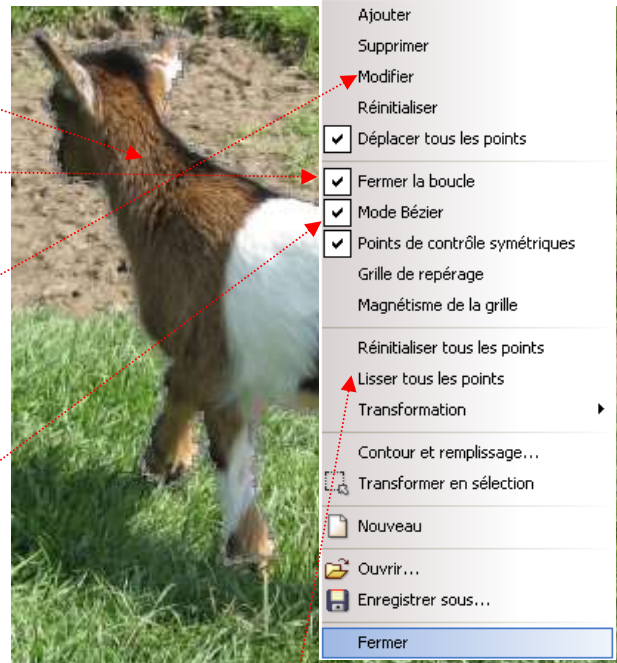 Ajouter
Supprimer
Modifier
Réinitialiser
Déplacer tous les points
Fermer la boucle
Mode Bézier
Points de contrôle symétriques
Grille de repérage
Magnétisme de la grille
Réinitialiser tous les points
Lisser tous les points
Transformation
Contour et remplissage...
Transformer en sélection
Nouveau
Ouvrir...
Enregistrer sous...
Fermer